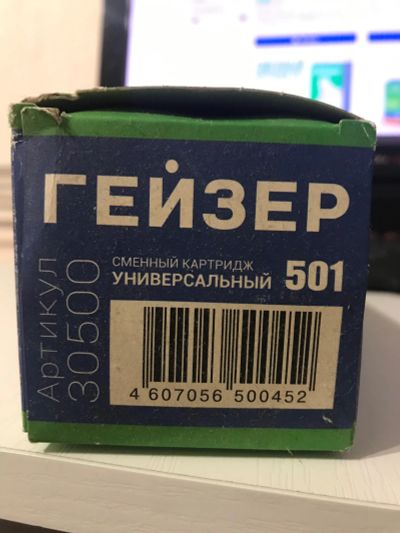 ГЕЙЗЕР
СМЕННЫЙ КАРТРИДЖ
УНИВЕРСАЛЬНЫЙ 501
Артикул
30500
4 607056 500452